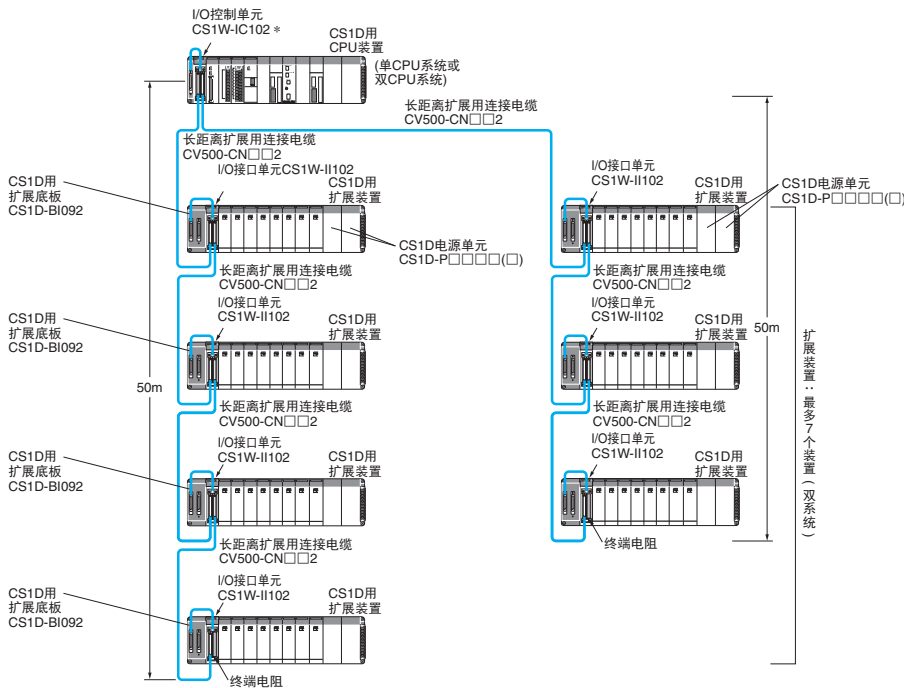 I/O控制单元
CS1W-IC102 *
CS1D用
CPU装置
(单CPU系统或
双CPU系统)
长距离扩展用连接电缆
CV500-CN□□2
长距离扩展用连接电缆
CV500-CN□□2
CS1D用
扩展底板
CS1D-BI092
I/O接口单元CS1W-II102
CS1D用
扩展装置
CS1D电源单元
CS1D-P□□□□(□)
长距离扩展用连接电缆
CV500-CN□□2
CS1D用
扩展底板
CS1D-BI092
I/O接口单元
CS1W-II102
CS1D用
扩展装置
50m
长距离扩展用连接电缆
CV500-CN□□2
CS1D用
扩展底板
CS1D-BI092
I/O接口单元
CS1W-II102
CS1D用
扩展装置
长距离扩展用连接电缆
CV500-CN□□2
CS1D用
扩展底板
CS1D-BI092
I/O接口单元
CS1W-II102
CS1D用
扩展装置
终端电阻
I/O接口单元
CS1W-II102
CS1D用
扩展装置
CS1D电源单元
CS1D-P□□□□(□)
长距离扩展用连接电缆
CV500-CN□□2
I/O接口单元
CS1W-II102
CS1D用
扩展装置
50m
长距离扩展用连接电缆
CV500-CN□□2
I/O接口单元
CS1W-II102
CS1D用
扩展装置
终端电阻
扩展装置：最多7个装置(双系统)